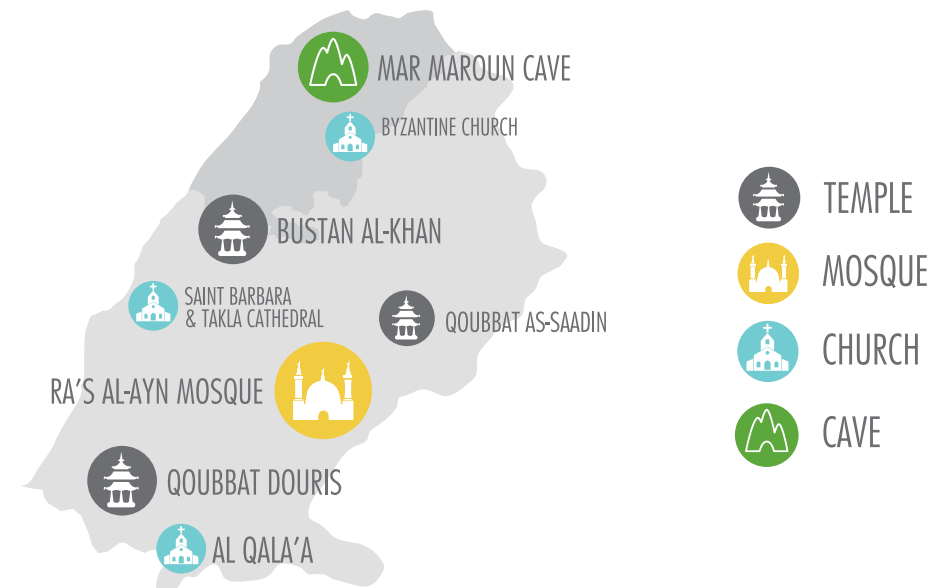 MAR MAROUN CAVE
BYZANTINE CHURCH
BUSTAN AL-KHAN
SAINT BARBARA
& TAKLA CATHEDRAL
QOUBBAT AS-SAADIN
RA'S AL-AYN MOSQUE
QOUBBAT DOURIS
AL QALA'A
TEMPLE
MOSQUE
CHURCH
CAVE